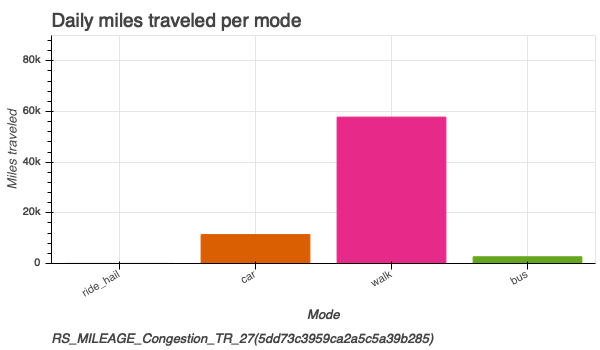 Daily miles traveled per mode
80k
60k
40k
20k
0
Miles traveled
ride_hail
car
walk
bus
Mode
RS_MILEAGE_Congestion_TR_27(5dd73c3959ca2a5c5a39b285)